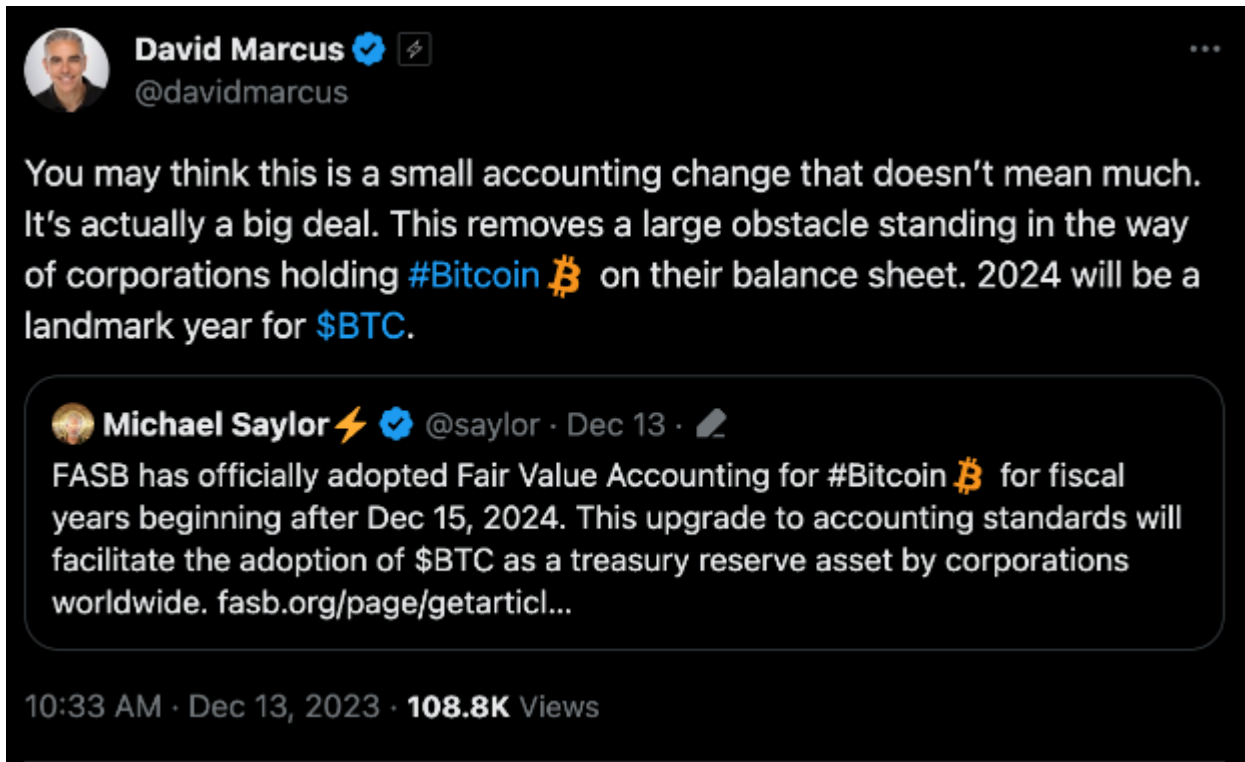 David Marcus
@davidmarcus
You may think this is a small accounting change that doesn’t mean much.
It’s actually a big deal. This removes a large obstacle standing in the way
of corporations holding #Bitcoin on their balance sheet. 2024 will be a
landmark year for $BTC.
Michael Saylor⚡ @saylor · Dec 13 ·
FASB has officially adopted Fair Value Accounting for #Bitcoin for fiscal
years beginning after Dec 15, 2024. This upgrade to accounting standards will
facilitate the adoption of $BTC as a treasury reserve asset by corporations
worldwide. fasb.org/page/getarticl...
10:33 AM · Dec 13, 2023 · 108.8K Views